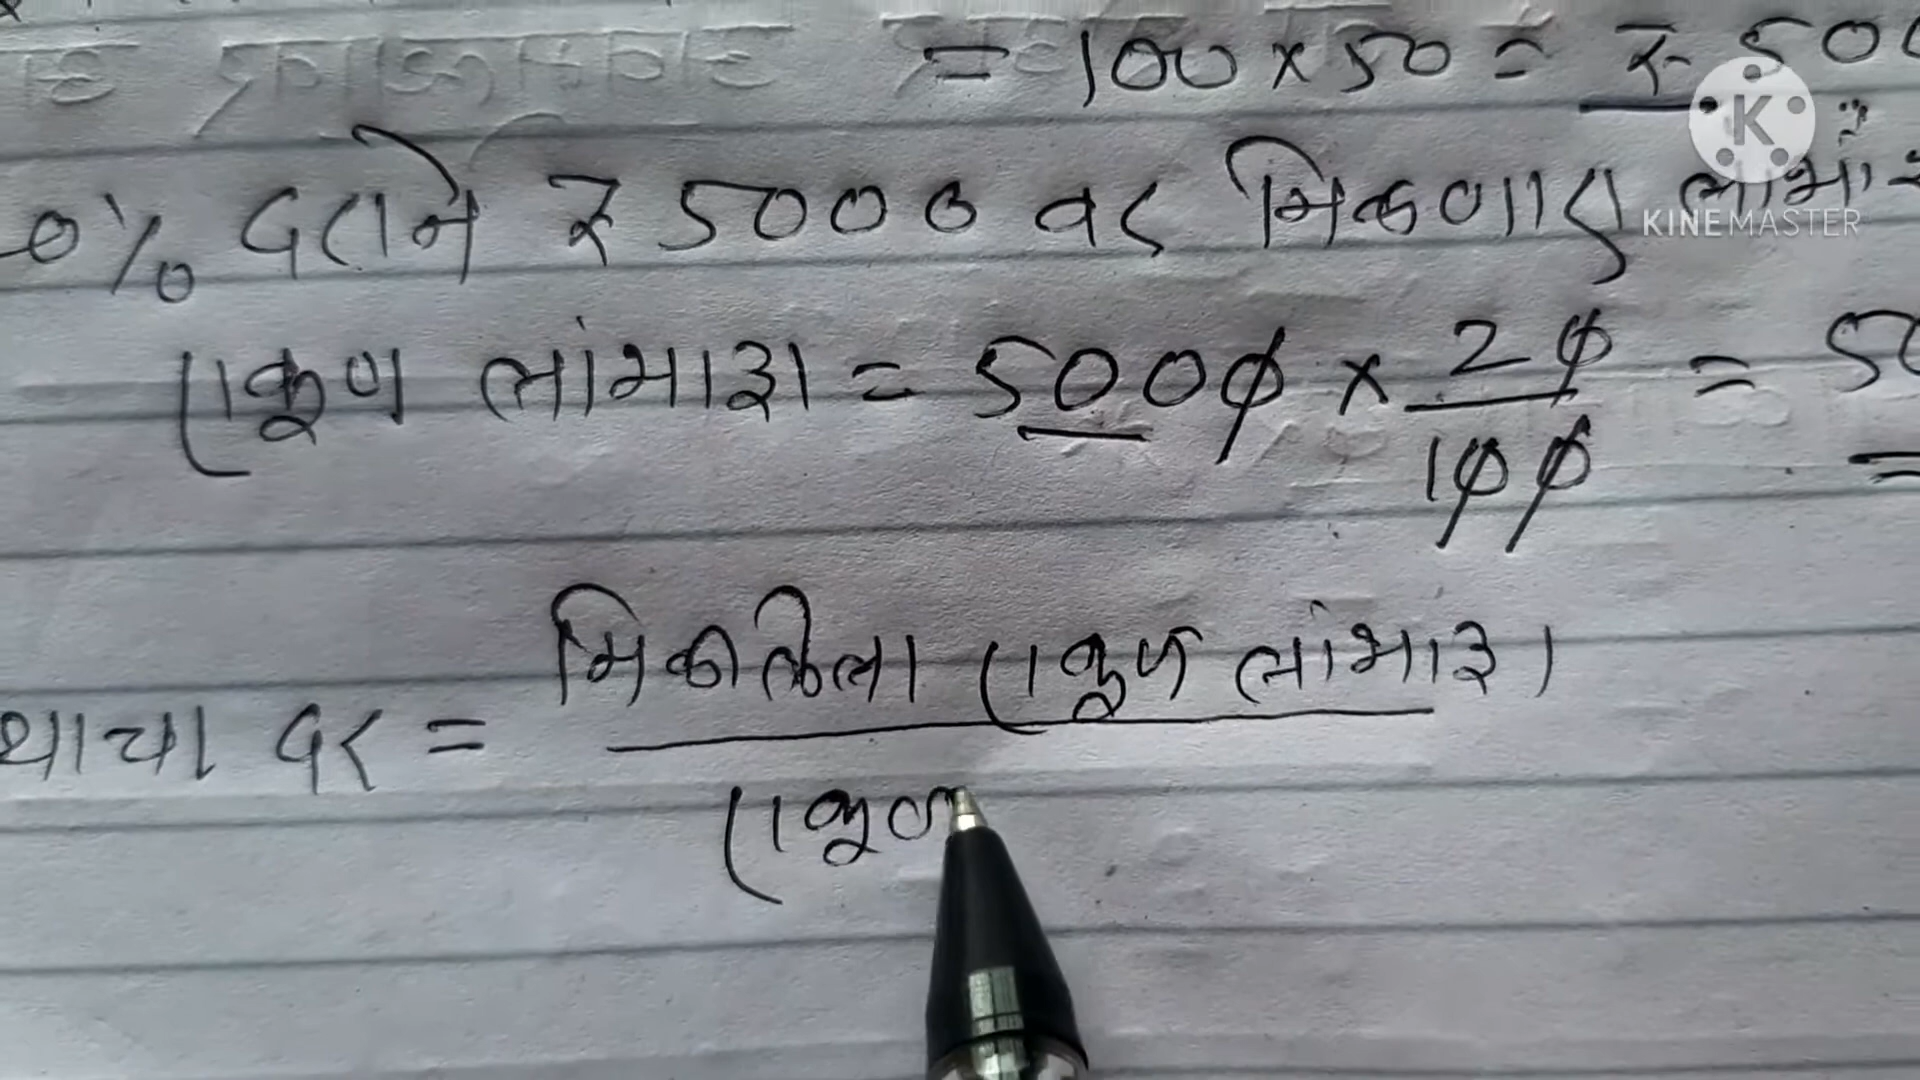 = 100 × 50 = ₹ 500
0% दराने ₹ 5000 वर मिळणारा लाभां
एकूण लाभांश = 5000 × 20/100 = 50
मिळालेला एकूण लाभांश
दर =
एकूण
K
KINEMASTER